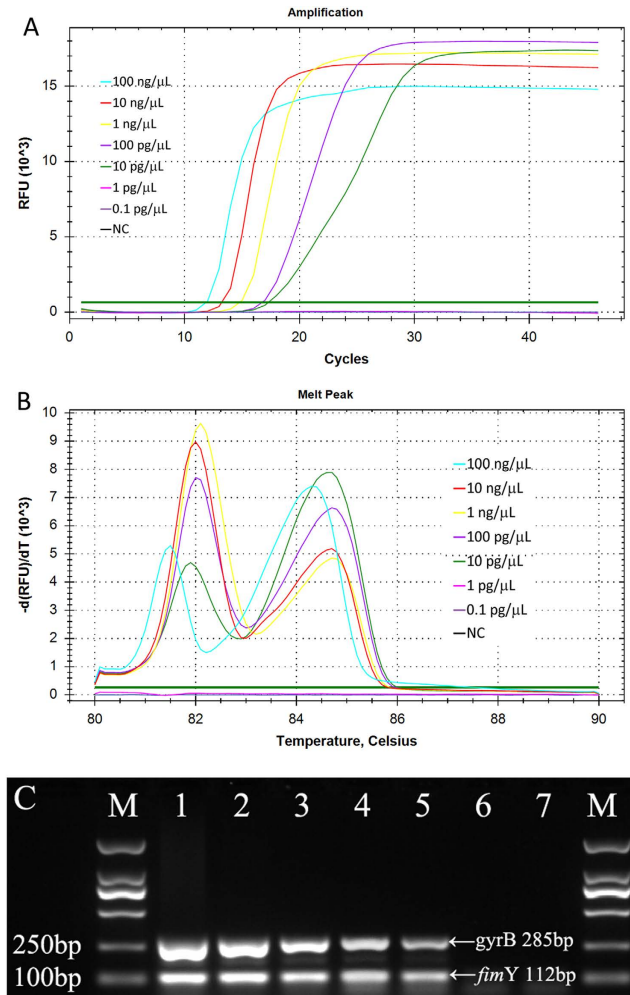 A
Amplification
15
10
5
0
RFU (10^3)
100 ng/µL
10 ng/µL
1 ng/µL
100 pg/µL
10 pg/µL
1 pg/µL
0.1 pg/µL
NC
0 10 20 30 40
Cycles
B
Melt Peak
10
9
8
7
6
5
4
3
2
1
0
-d(RFU)/dT (10^3)
100 ng/µL
10 ng/µL
1 ng/µL
100 pg/µL
10 pg/µL
1 pg/µL
0.1 pg/µL
NC
80 82 84 86 88 90
Temperature, Celsius
C M 1 2 3 4 5 6 7 M
250bp
gyrB 285bp
100bp
fimY 112bp